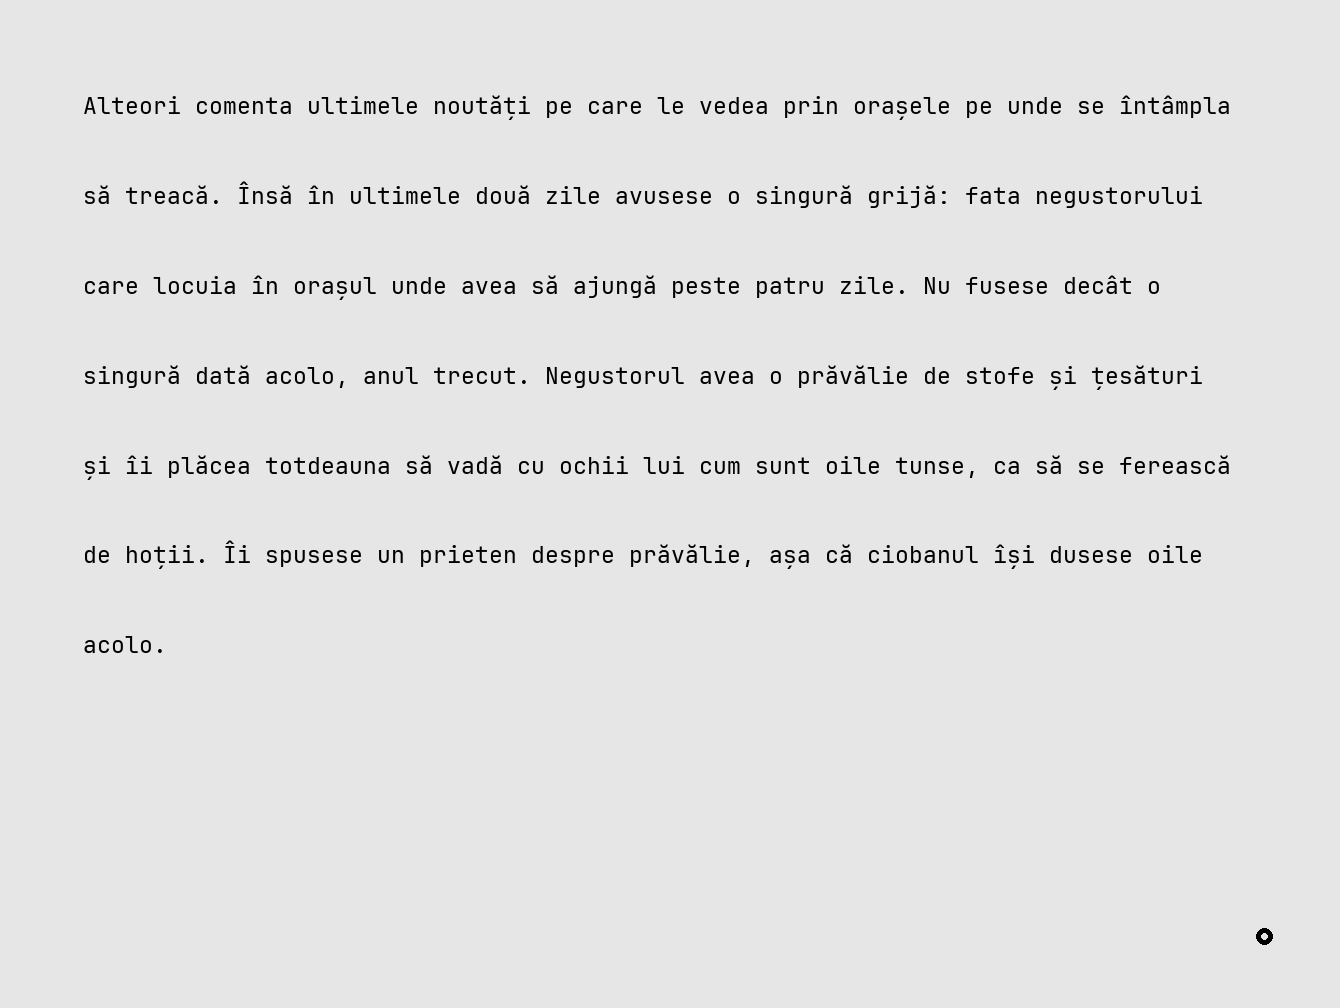 Alteori comenta ultimele noutăți pe care le vedea prin orașele pe unde se întâmpla
să treacă. Însă în ultimele două zile avusese o singură grijă: fata negustorului
care locuia în orașul unde avea să ajungă peste patru zile. Nu fusese decât o
singură dată acolo, anul trecut. Negustorul avea o prăvălie de stofe și țesături
și îi plăcea totdeauna să vadă cu ochii lui cum sunt oile tunse, ca să se ferească
de hoții. Îi spusese un prieten despre prăvălie, așa că ciobanul își dusese oile
acolo.